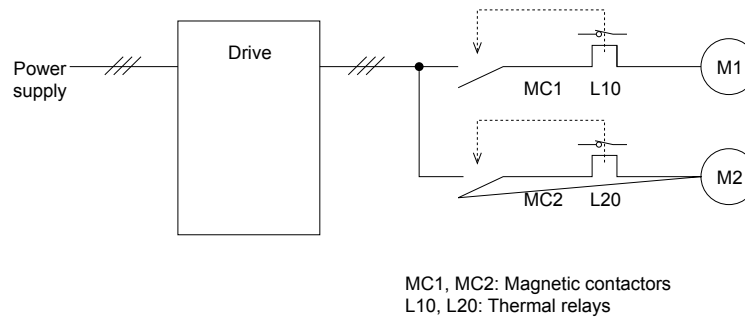 Drive
Power
supply
M1
MC1 L10
M2
MC2 L20
MC1, MC2: Magnetic contactors
L10, L20: Thermal relays